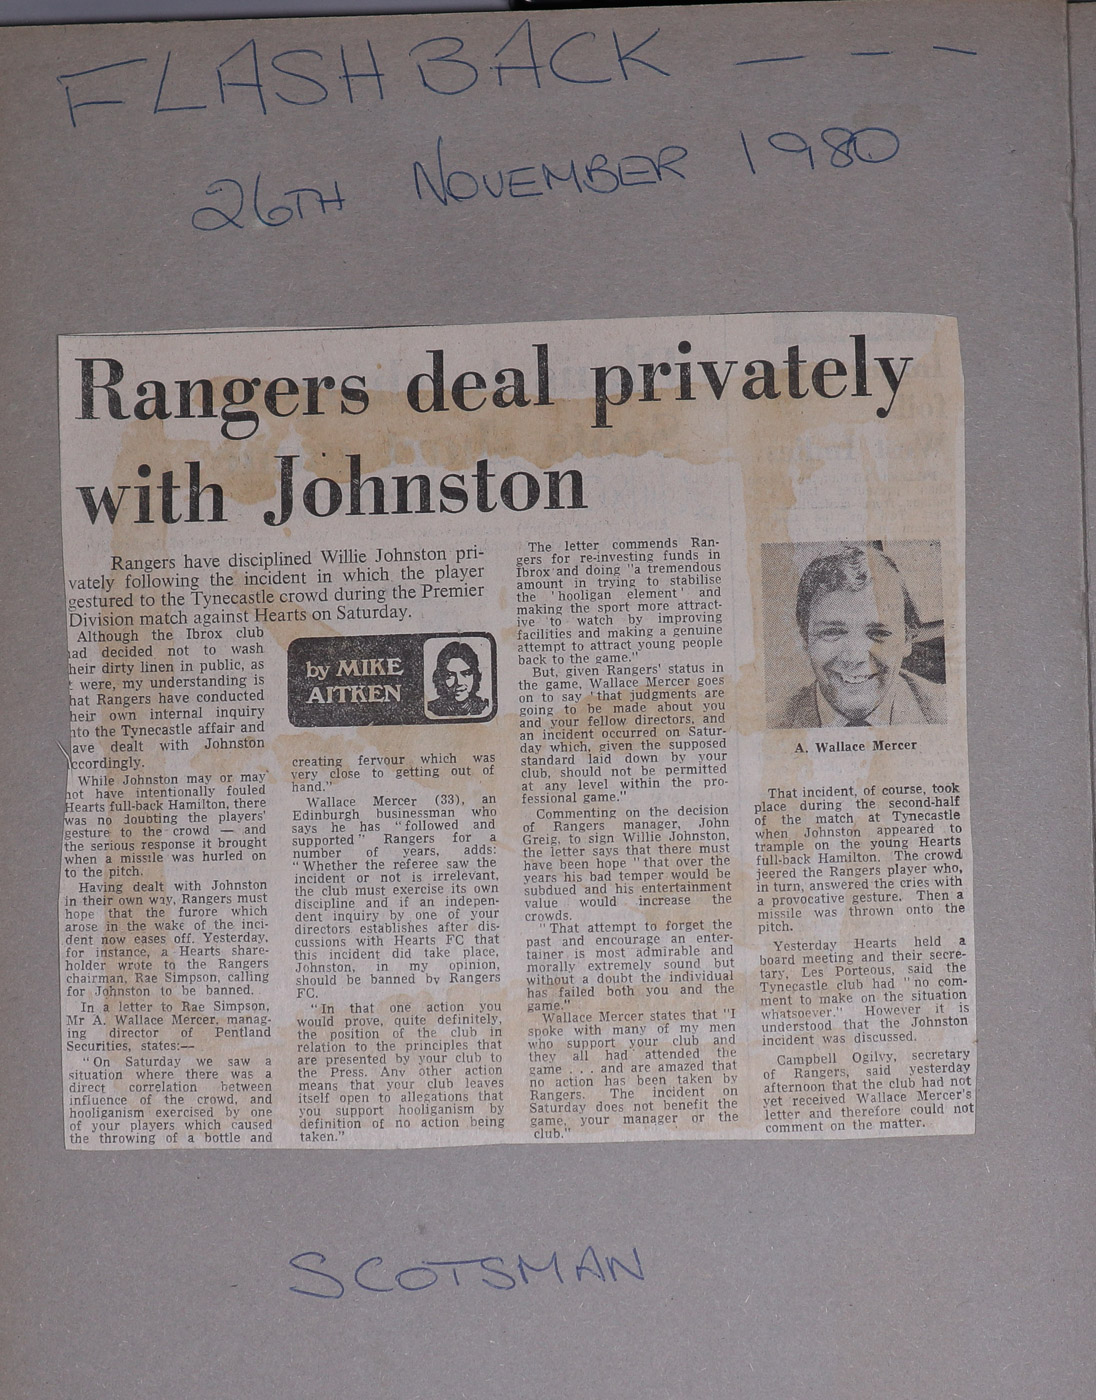 FLASHBACK - - -
26TH NOVEMBER 1980
Rangers deal privately
with Johnston
Rangers have disciplined Willie Johnston pri-
vately following the incident in which the player
gestured to the Tynecastle crowd during the Premier
Division match against Hearts on Saturday.
Although the Ibrox club
ad decided not to wash
heir dirty linen in public, as
t were, my understanding is
hat Rangers have conducted
heir own internal inquiry
nto the Tynecastle affair and
ave dealt with Johnston
ccordingly.
While Johnston may or may
not have intentionally fouled
Hearts full-back Hamilton, there
was no doubting the players'
gesture to the crowd — and
the serious response it brought
when a missile was hurled on
to the pitch.
Having dealt with Johnston
in their own way, Rangers must
hope that the furore which
arose in the wake of the inci-
dent now eases off. Yesterday,
for instance, a Hearts share-
holder wrote to the Rangers
chairman, Rae Simpson, calling
for Johnston to be banned.
In a letter to Rae Simpson,
Mr A. Wallace Mercer, manag-
ing director of Pentland
Securities, states:—
"On Saturday we saw a
situation where there was a
direct correlation between
influence of the crowd, and
hooliganism exercised by one
of your players which caused
the throwing of a bottle and
by MIKE
AITKEN
creating fervour which was
very close to getting out of
hand."
Wallace Mercer (33), an
Edinburgh businessman who
says he has "followed and
supported" Rangers for a
number of years, adds:
"Whether the referee saw the
incident or not is irrelevant,
the club must exercise its own
discipline and if an indepen-
dent inquiry by one of your
directors establishes after dis-
cussions with Hearts FC that
this incident did take place,
Johnston, in my opinion,
should be banned by Rangers
FC.
"In that one action you
would prove, quite definitely,
the position of the club in
relation to the principles that
are presented by your club to
the Press. Any other action
means that your club leaves
itself open to allegations that
you support hooliganism by
definition of no action being
taken."
The letter commends Ran-
gers for re-investing funds in
Ibrox and doing "a tremendous
amount in trying to stabilise
the 'hooligan element' and
making the sport more attract-
ive to watch by improving
facilities and making a genuine
attempt to attract young people
back to the game."
But, given Rangers' status in
the game, Wallace Mercer goes
on to say "that judgments are
going to be made about you
and your fellow directors, and
an incident occurred on Satur-
day which, given the supposed
standard laid down by your
club, should not be permitted
at any level within the pro-
fessional game."
Commenting on the decision
of Rangers manager, John
Greig, to sign Willie Johnston,
the letter says that there must
have been hope "that over the
years his bad temper would be
subdued and his entertainment
value would increase the
crowds.
"That attempt to forget the
past and encourage an enter-
tainer is most admirable and
morally extremely sound but
without a doubt the individual
has failed both you and the
game."
Wallace Mercer states that "I
spoke with many of my men
who support your club and
they all had attended the
game . . . and are amazed that
no action has been taken by
Rangers. The incident on
Saturday does not benefit the
game, your manager or the
club."
A. Wallace Mercer
That incident, of course, took
place during the second-half
of the match at Tynecastle
when Johnston appeared to
trample on the young Hearts
full-back Hamilton. The crowd
jeered the Rangers player who,
in turn, answered the cries with
a provocative gesture. Then a
missile was thrown onto the
pitch.
Yesterday Hearts held a
board meeting and their secre-
tary, Les Porteous, said the
Tynecastle club had "no com-
ment to make on the situation
whatsoever." However it is
understood that the Johnston
incident was discussed.
Campbell Ogilvy, secretary
of Rangers, said yesterday
afternoon that the club had not
yet received Wallace Mercer's
letter and therefore could not
comment on the matter.
SCOTSMAN